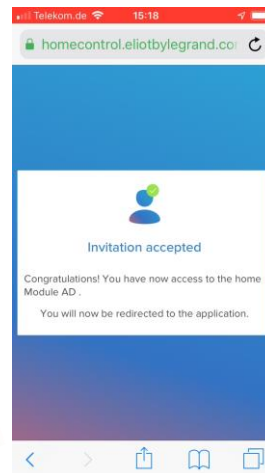 Telekom.de 15:18
homecontrol.eliotbylegrand.co
Invitation accepted
Congratulations! You have now access to the home
Module AD .
You will now be redirected to the application.